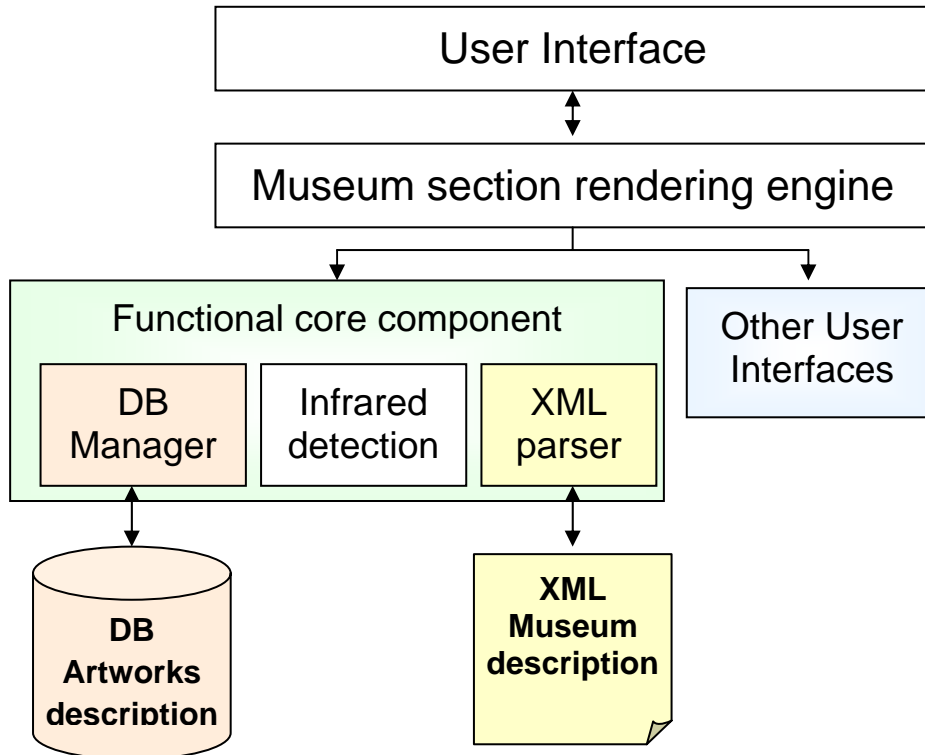 User Interface
Museum section rendering engine
Functional core component
Other User
Interfaces
DB
Manager
Infrared
detection
XML
parser
DB
Artworks
description
XML
Museum
description